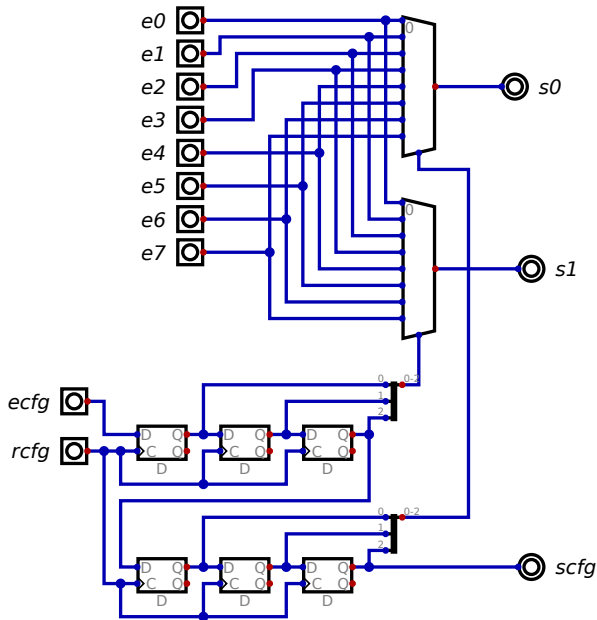 e0
0
e1
e2
s0
e3
e4
e5
0
e6
e7
s1
0
0-2
1
ecfg
2
D Q D Q D Q
rcfg
C Q C Q C Q
D D D
0
0-2
1
2
D Q D Q D Q
scfg
C Q C Q C Q
D D D